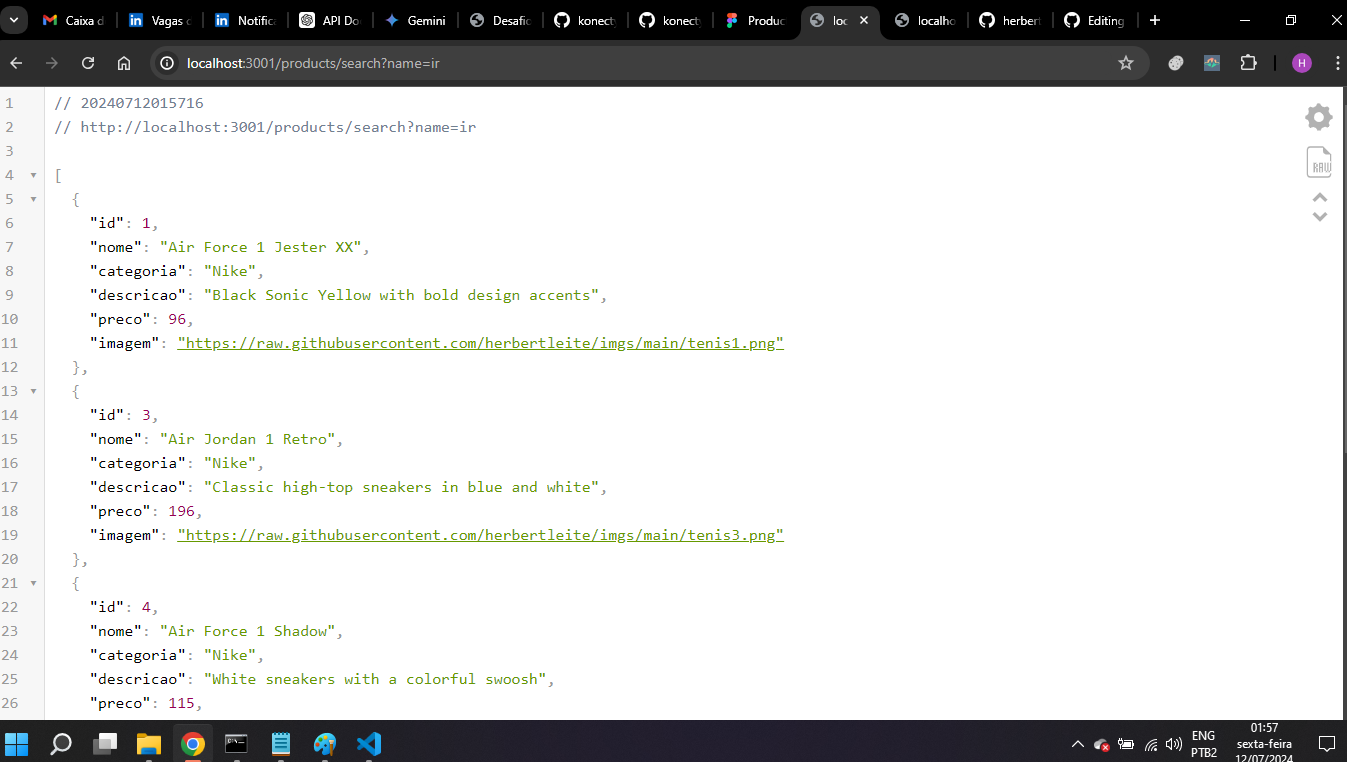 Caixa d
Vagas d
Notific
API Do
Gemini
Desafio
konect
konect
Produc
loc
localho
herbert
Editing
localhost:3001/products/search?name=ir
H
1 // 20240712015716
2 // http://localhost:3001/products/search?name=ir
3
4 [
5 {
6 "id": 1,
7 "nome": "Air Force 1 Jester XX",
8 "categoria": "Nike",
9 "descricao": "Black Sonic Yellow with bold design accents",
10 "preco": 96,
11 "imagem": "https://raw.githubusercontent.com/herbertleite/imgs/main/tenis1.png"
12 },
13 {
14 "id": 3,
15 "nome": "Air Jordan 1 Retro",
16 "categoria": "Nike",
17 "descricao": "Classic high-top sneakers in blue and white",
18 "preco": 196,
19 "imagem": "https://raw.githubusercontent.com/herbertleite/imgs/main/tenis3.png"
20 },
21 {
22 "id": 4,
23 "nome": "Air Force 1 Shadow",
24 "categoria": "Nike",
25 "descricao": "White sneakers with a colorful swoosh",
26 "preco": 115,
RAW
ENG
PTB2
01:57
sexta-feira
12/07/2024